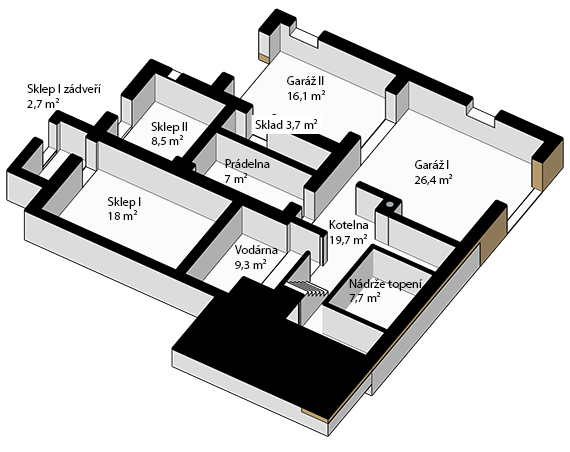 Garáž II
16,1 m²
Sklep I zádveří
2,7 m²
Sklep II
8,5 m²
Sklad 3,7 m²
Prádelna
7 m²
Garáž I
26,4 m²
Sklep I
18 m²
Kotelna
19,7 m²
Vodárna
9,3 m²
Nádrže topení
7,7 m²